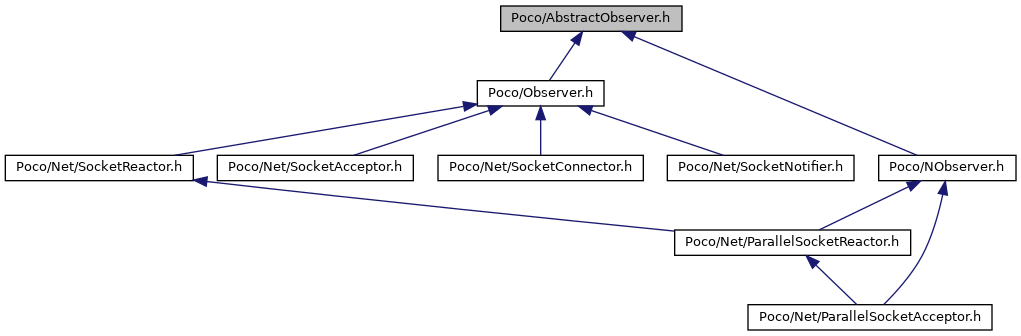 Poco/AbstractObserver.h
Poco/Observer.h
Poco/Net/SocketReactor.h
Poco/Net/SocketAcceptor.h
Poco/Net/SocketConnector.h
Poco/Net/SocketNotifier.h
Poco/NObserver.h
Poco/Net/ParallelSocketReactor.h
Poco/Net/ParallelSocketAcceptor.h